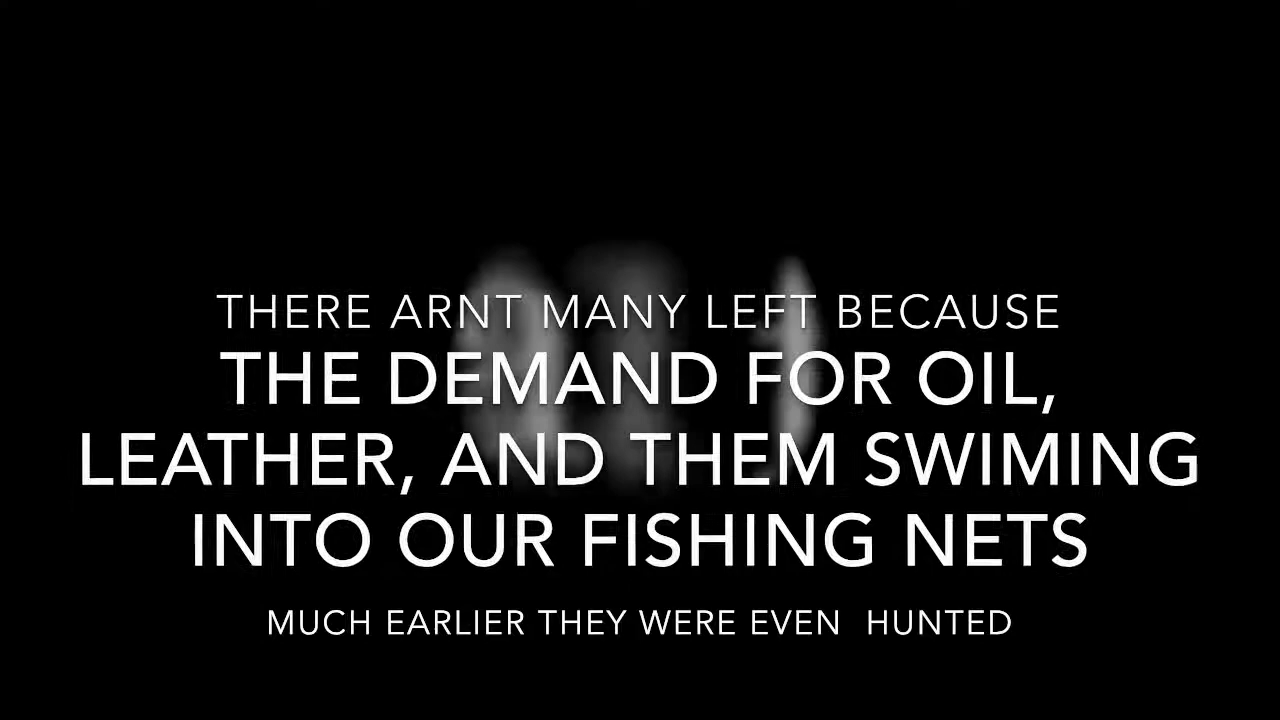 THERE ARNT MANY LEFT BECAUSE
THE DEMAND FOR OIL,
LEATHER, AND THEM SWIMING
INTO OUR FISHING NETS
MUCH EARLIER THEY WERE EVEN  HUNTED